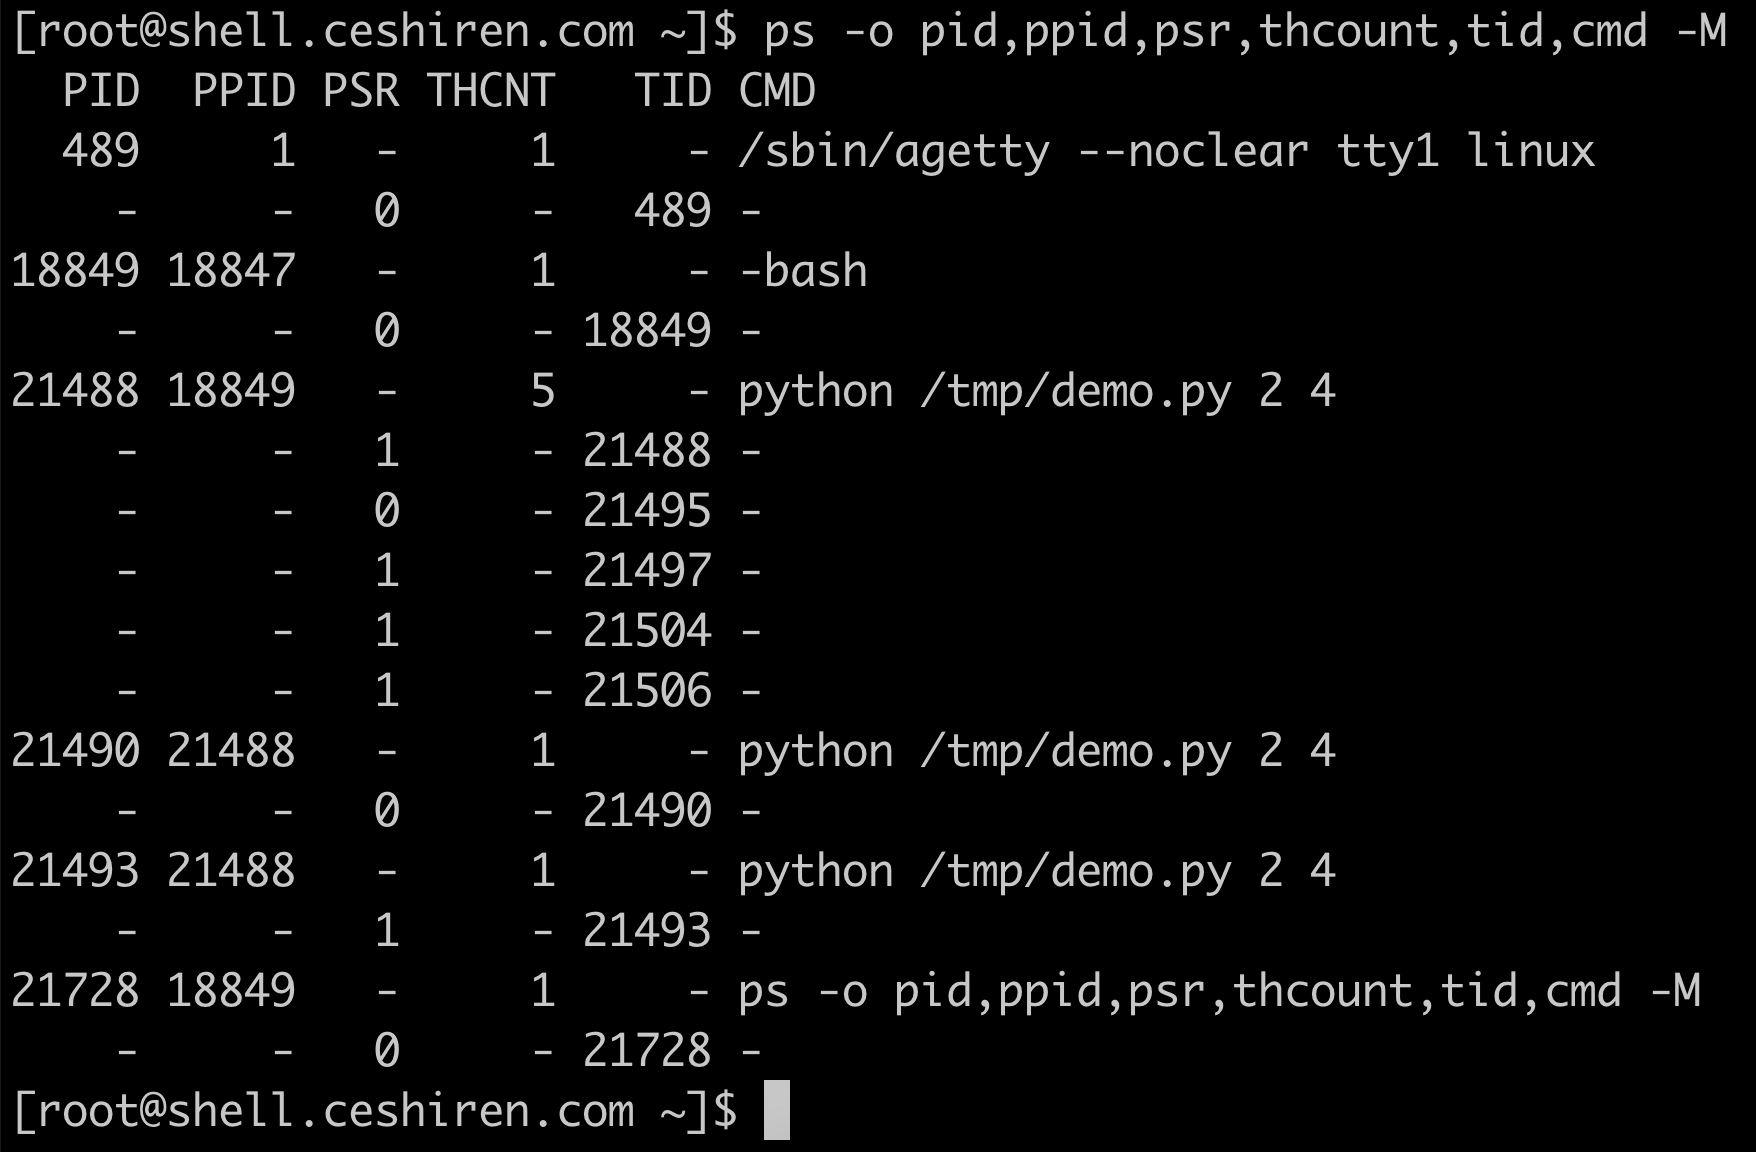 [root@shell.ceshiren.com ~]$ ps -o pid,ppid,psr,thcount,tid,cmd -M
  PID  PPID PSR THCNT   TID CMD
  489     1   -     1     - /sbin/agetty --noclear tty1 linux
    -     -   0     -   489 -
18849 18847   -     1     - -bash
    -     -   0     - 18849 -
21488 18849   -     5     - python /tmp/demo.py 2 4
    -     -   1     - 21488 -
    -     -   0     - 21495 -
    -     -   1     - 21497 -
    -     -   1     - 21504 -
    -     -   1     - 21506 -
21490 21488   -     1     - python /tmp/demo.py 2 4
    -     -   0     - 21490 -
21493 21488   -     1     - python /tmp/demo.py 2 4
    -     -   1     - 21493 -
21728 18849   -     1     - ps -o pid,ppid,psr,thcount,tid,cmd -M
    -     -   0     - 21728 -
[root@shell.ceshiren.com ~]$